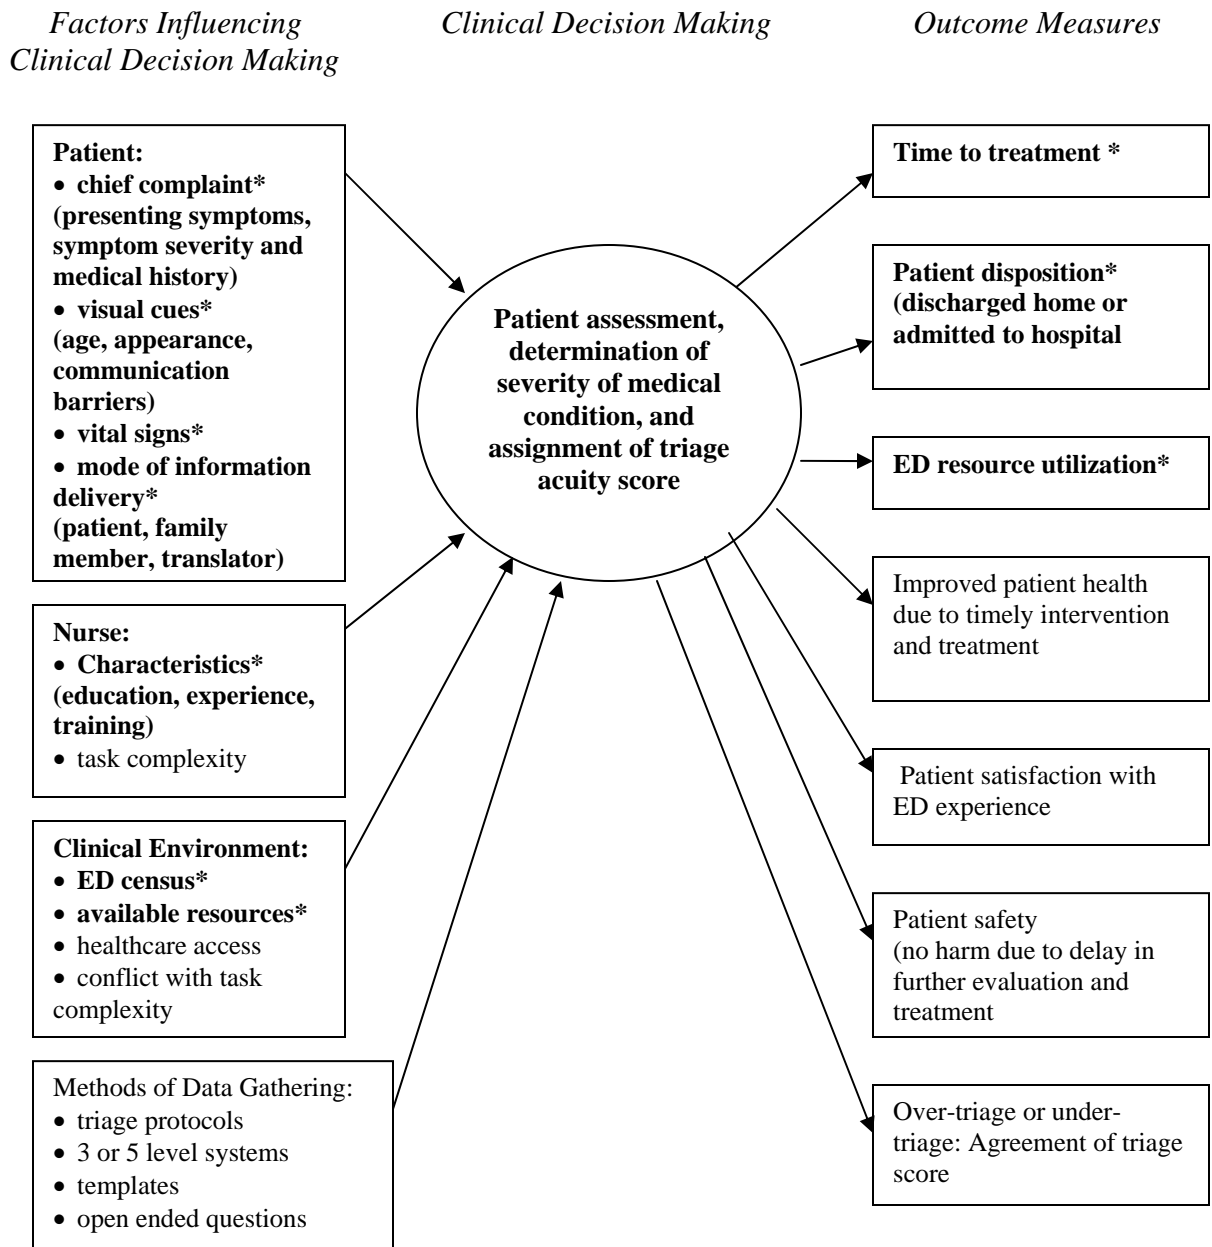 Factors Influencing
Clinical Decision Making
Clinical Decision Making
Outcome Measures
Patient:
• chief complaint*
(presenting symptoms,
symptom severity and
medical history)
• visual cues*
(age, appearance,
communication
barriers)
• vital signs*
• mode of information
delivery*
(patient, family
member, translator)
Nurse:
• Characteristics*
(education, experience,
training)
• task complexity
Clinical Environment:
• ED census*
• available resources*
• healthcare access
• conflict with task
complexity
Methods of Data Gathering:
• triage protocols
• 3 or 5 level systems
• templates
• open ended questions
Patient assessment,
determination of
severity of medical
condition, and
assignment of triage
acuity score
Time to treatment *
Patient disposition*
(discharged home or
admitted to hospital
ED resource utilization*
Improved patient health
due to timely intervention
and treatment
Patient satisfaction with
ED experience
Patient safety
(no harm due to delay in
further evaluation and
treatment
Over-triage or under-
triage: Agreement of triage
score